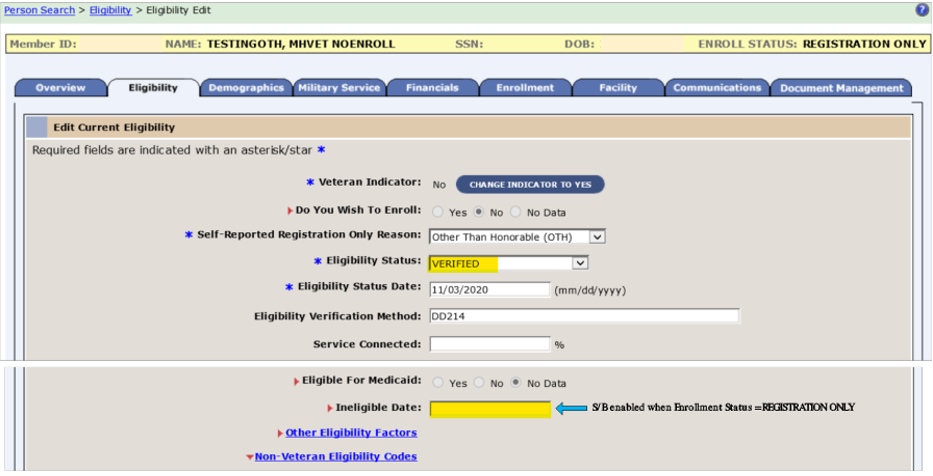 Person Search > Eligibility > Eligibility Edit ?
Member ID: NAME: TESTINGOTH, MHVET NOENROLL SSN: DOB: ENROLL STATUS: REGISTRATION ONLY
Overview Eligibility Demographics Military Service Financials Enrollment Facility Communications Document Management
Edit Current Eligibility
Required fields are indicated with an asterisk/star *
* Veteran Indicator: No CHANGE INDICATOR TO YES
Do You Wish To Enroll: Yes No No Data
* Self-Reported Registration Only Reason: Other Than Honorable (OTH)
* Eligibility Status: VERIFIED
* Eligibility Status Date: 11/03/2020 (mm/dd/yyyy)
Eligibility Verification Method: DD214
Service Connected: %
Eligible For Medicaid: Yes No No Data
Ineligible Date: S/B enabled when Enrollment Status =REGISTRATION ONLY
Other Eligibility Factors
Non-Veteran Eligibility Codes